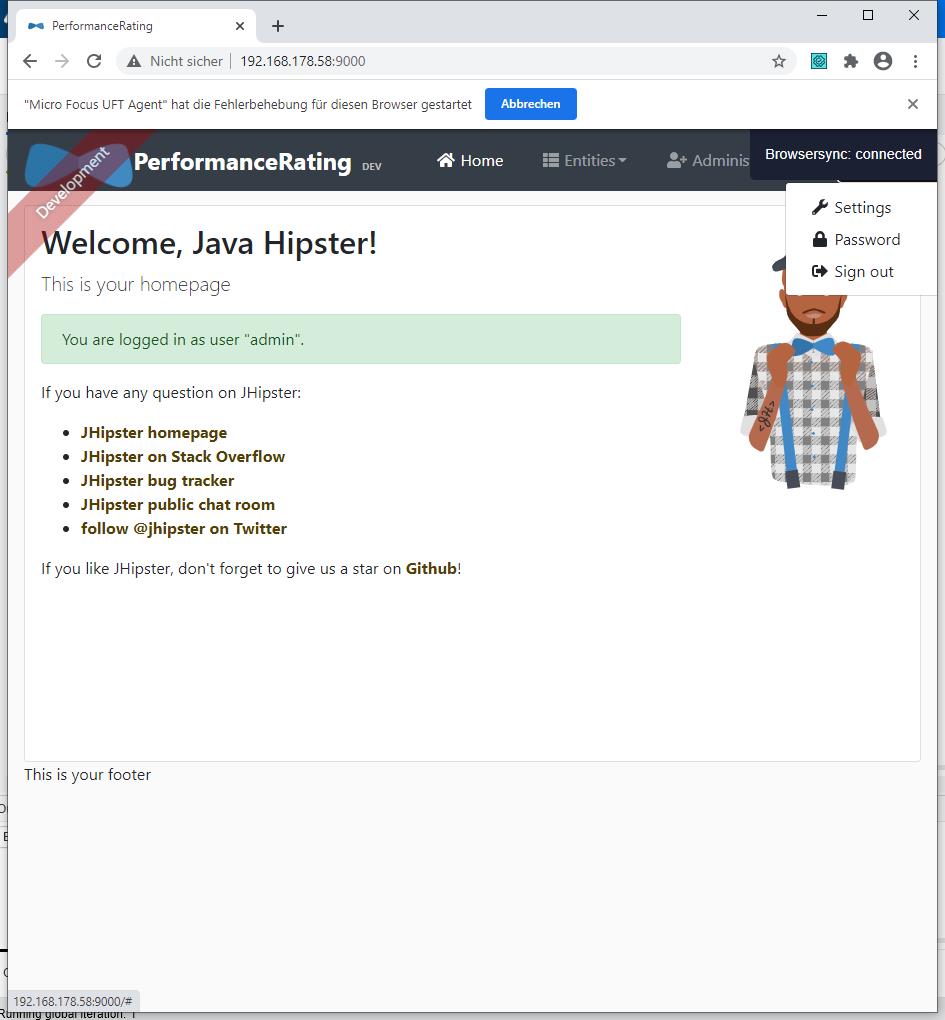 PerformanceRating
Nicht sicher 192.168.178.58:9000
"Micro Focus UFT Agent" hat die Fehlerbehebung für diesen Browser gestartet Abbrechen
Development
PerformanceRating DEV Home Entities Adminis
Browsersync: connected
Settings
Password
Sign out
Welcome, Java Hipster!
This is your homepage
You are logged in as user "admin".
If you have any question on JHipster:
JHipster homepage
JHipster on Stack Overflow
JHipster bug tracker
JHipster public chat room
follow @jhipster on Twitter
If you like JHipster, don't forget to give us a star on Github!
<JH>
This is your footer
192.168.178.58:9000/#
Running global iteration: 1